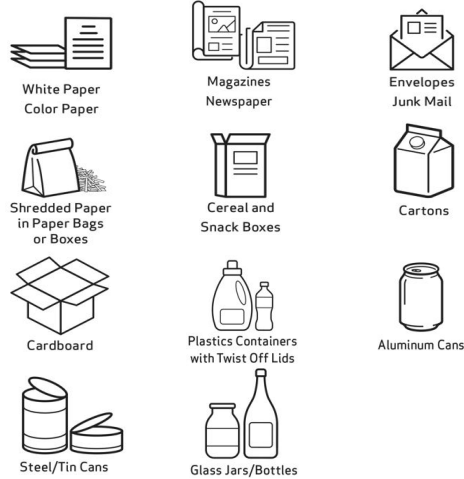 White Paper
Color Paper
Magazines
Newspaper
Envelopes
Junk Mail
Shredded Paper
in Paper Bags
or Boxes
Cereal and
Snack Boxes
Cartons
Cardboard
Plastics Containers
with Twist Off Lids
Aluminum Cans
Steel/Tin Cans
Glass Jars/Bottles